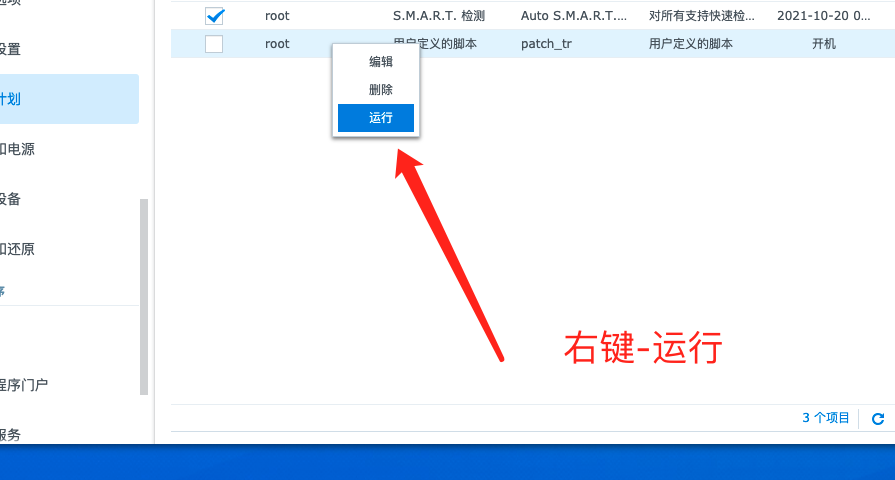 root S.M.A.R.T. 检测 Auto S.M.A.R.T.... 对所有支持快速检... 2021-10-20 0...
设置
root 用户定义的脚本 patch_tr 用户定义的脚本 开机
编辑
删除
计划
运行
和电源
设备
和还原
序
右键-运行
程序门户
3 个项目
服务